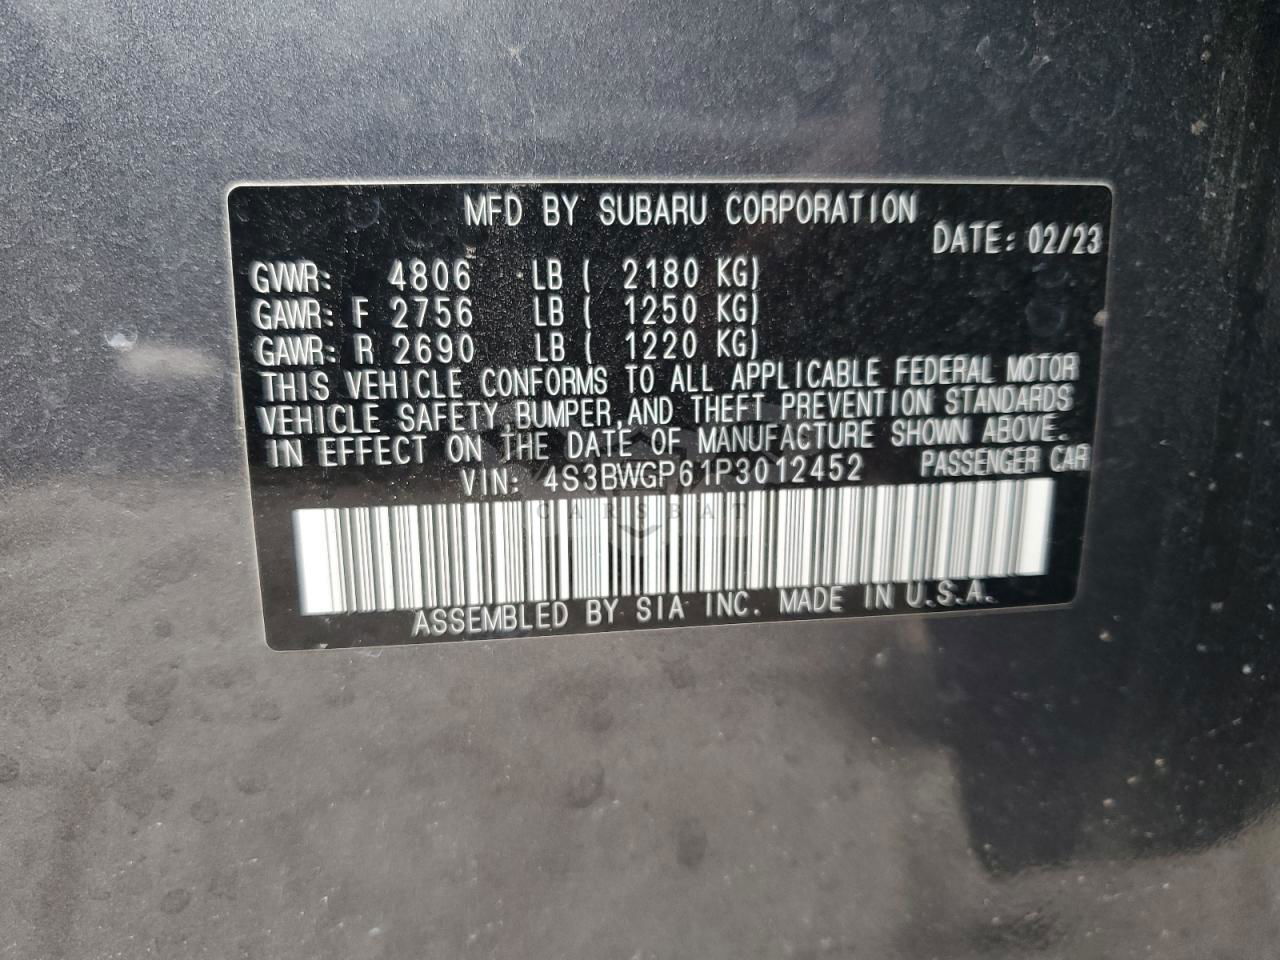 MFD BY SUBARU CORPORATION
DATE: 02/23
GVWR: 4806 LB ( 2180 KG)
GAWR: F 2756 LB ( 1250 KG)
GAWR: R 2690 LB ( 1220 KG)
THIS VEHICLE CONFORMS TO ALL APPLICABLE FEDERAL MOTOR
VEHICLE SAFETY, BUMPER, AND THEFT PREVENTION STANDARDS
IN EFFECT ON THE DATE OF MANUFACTURE SHOWN ABOVE.
VIN: 4S3BWGP61P3012452 PASSENGER CAR
CARSBAT
ASSEMBLED BY SIA INC. MADE IN U.S.A.